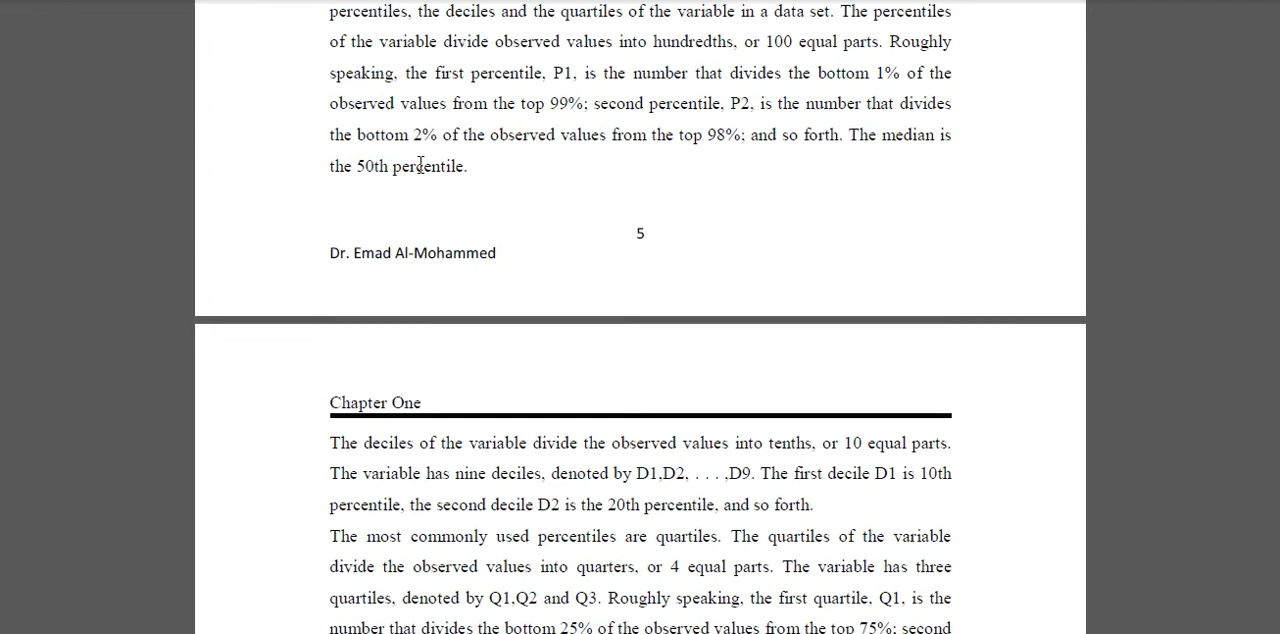 percentiles, the deciles and the quartiles of the variable in a data set. The percentiles
of the variable divide observed values into hundredths, or 100 equal parts. Roughly
speaking, the first percentile, P1, is the number that divides the bottom 1% of the
observed values from the top 99%; second percentile, P2, is the number that divides
the bottom 2% of the observed values from the top 98%; and so forth. The median is
the 50th percentile.
5
Dr. Emad Al-Mohammed
Chapter One
The deciles of the variable divide the observed values into tenths, or 10 equal parts.
The variable has nine deciles, denoted by D1,D2, . . . ,D9. The first decile D1 is 10th
percentile, the second decile D2 is the 20th percentile, and so forth.
The most commonly used percentiles are quartiles. The quartiles of the variable
divide the observed values into quarters, or 4 equal parts. The variable has three
quartiles, denoted by Q1,Q2 and Q3. Roughly speaking, the first quartile, Q1, is the
number that divides the bottom 25% of the observed values from the top 75%; second